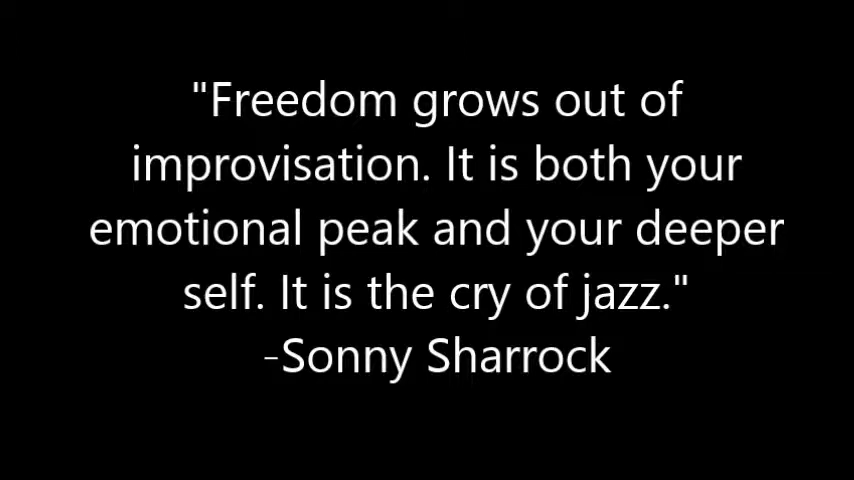 "Freedom grows out of
improvisation. It is both your
emotional peak and your deeper
self. It is the cry of jazz."
-Sonny Sharrock